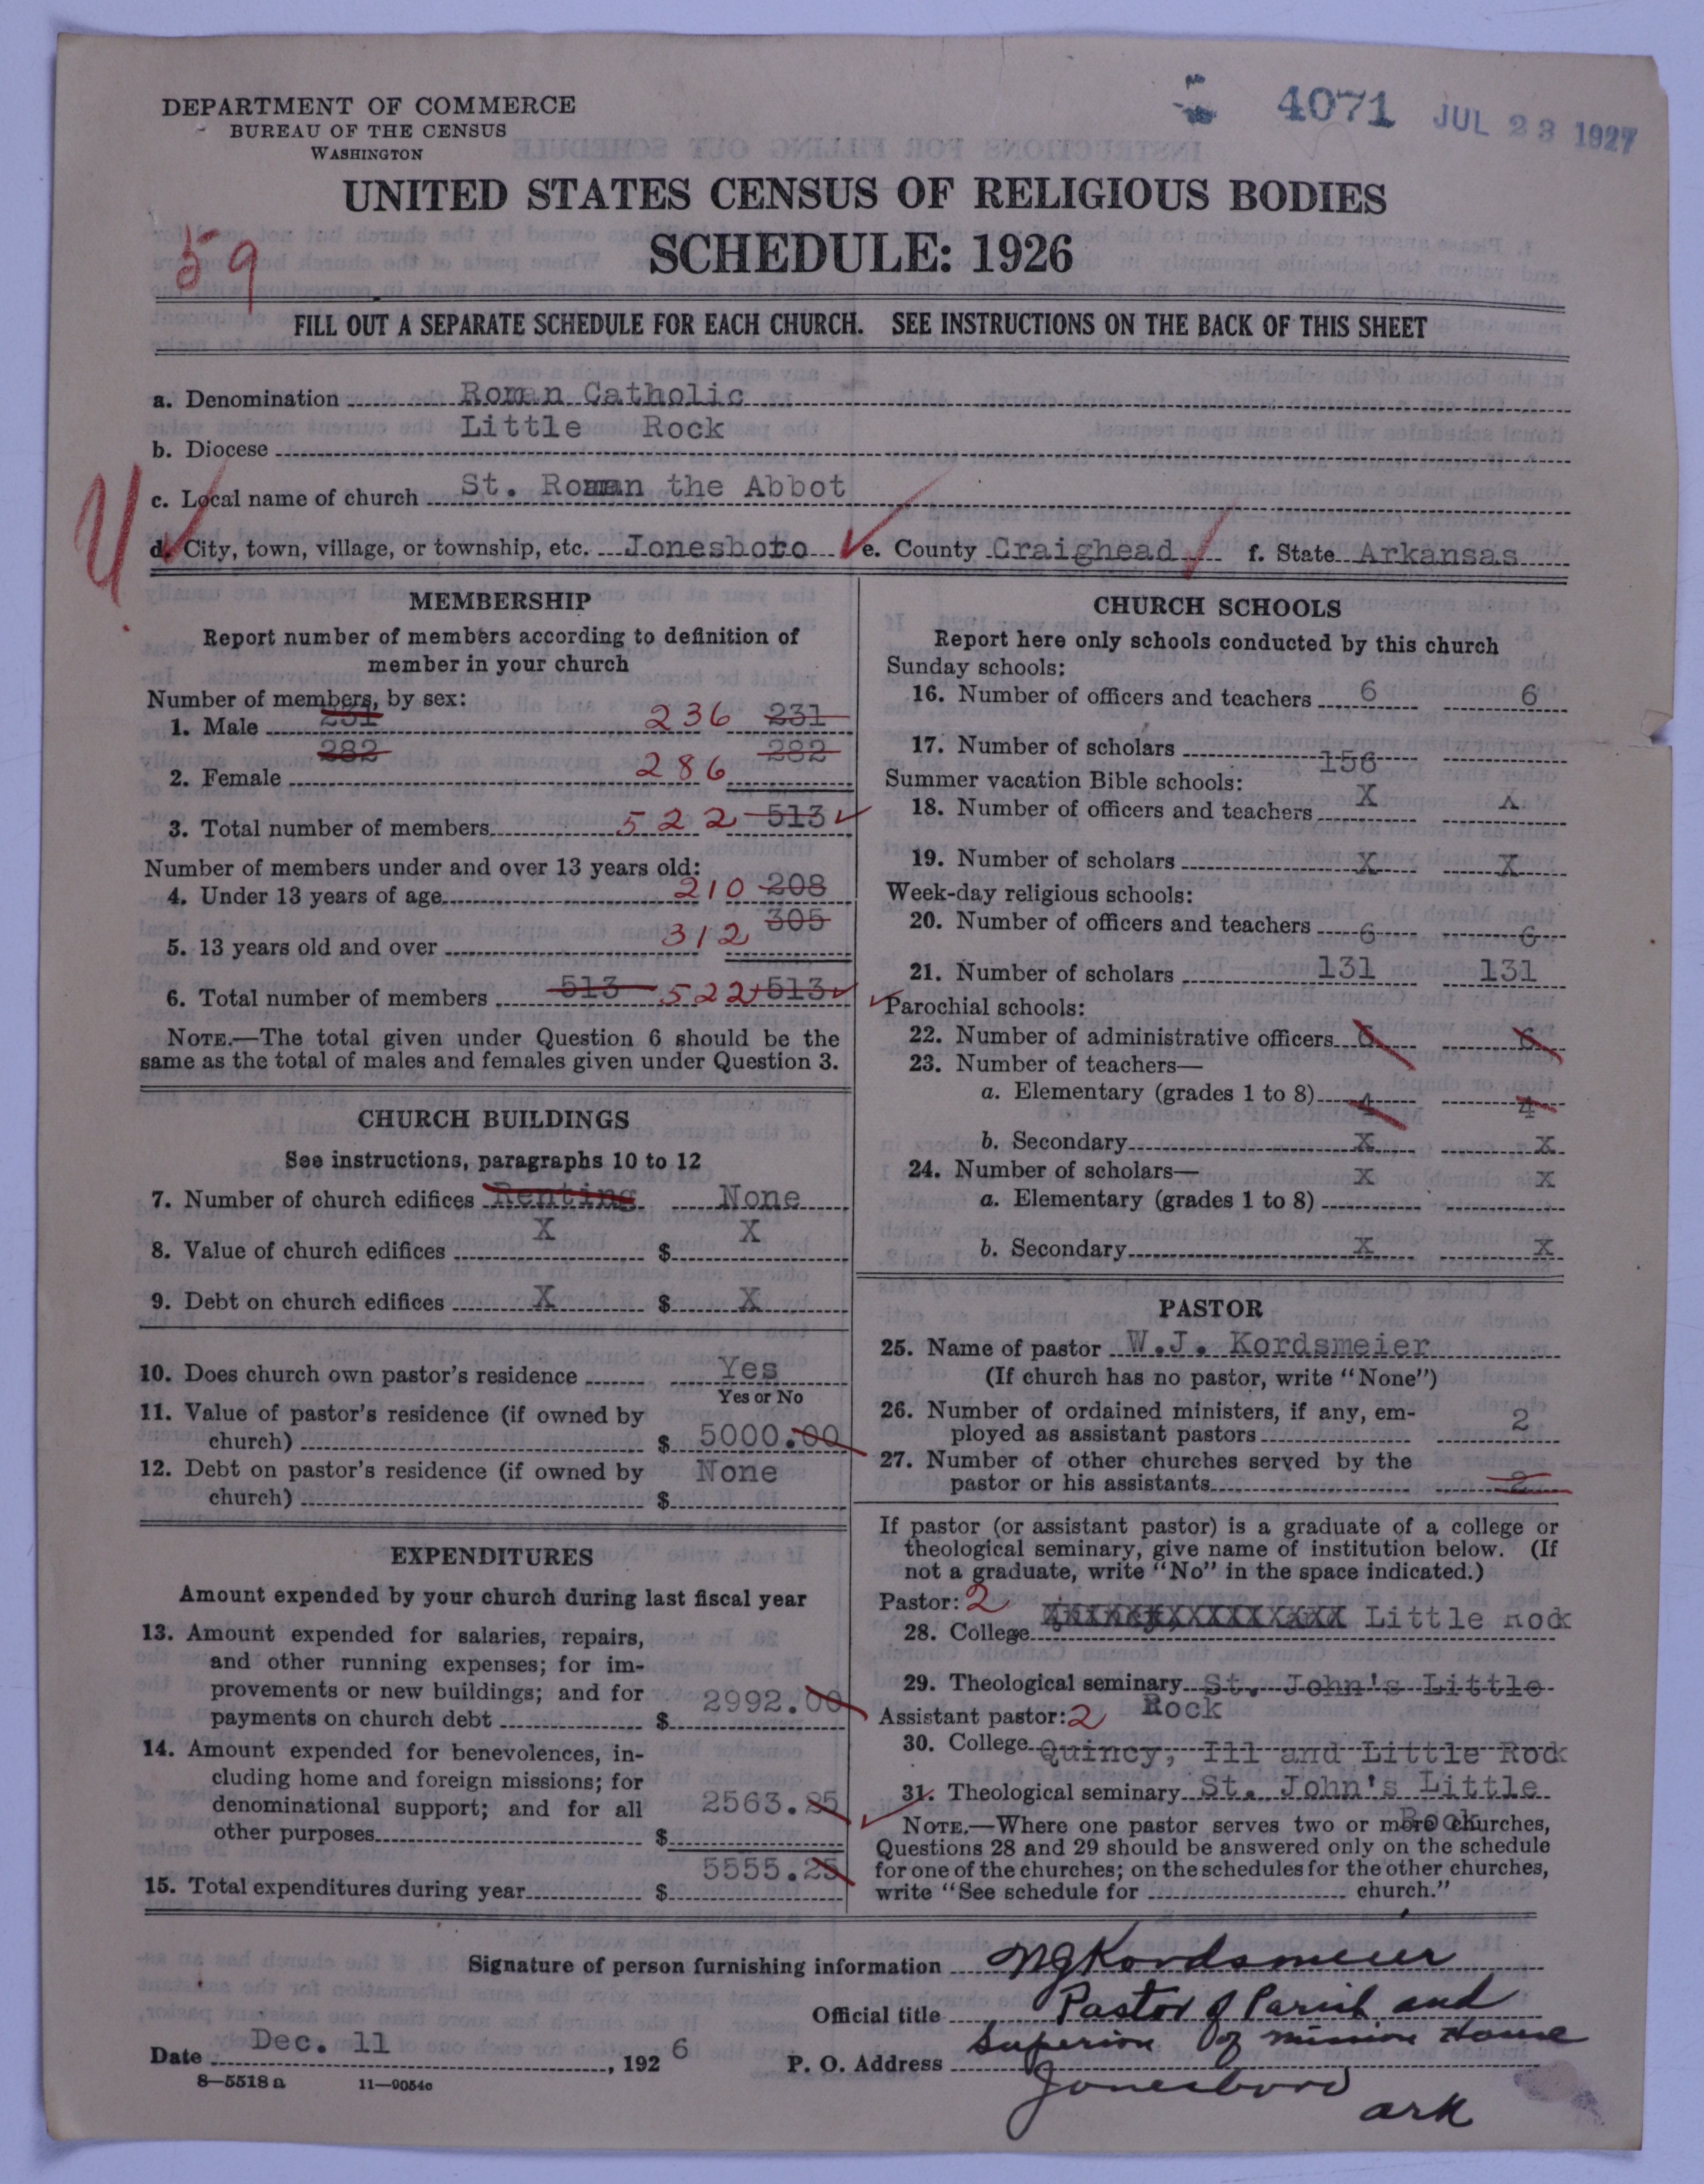 4071 JUL 23 1927
DEPARTMENT OF COMMERCE
BUREAU OF THE CENSUS
WASHINGTON
UNITED STATES CENSUS OF RELIGIOUS BODIES
SCHEDULE: 1926
59
FILL OUT A SEPARATE SCHEDULE FOR EACH CHURCH. SEE INSTRUCTIONS ON THE BACK OF THIS SHEET
a. Denomination Roman Catholic
b. Diocese Little Rock
c. Local name of church St. Roman the Abbot
d. City, town, village, or township, etc. Jonesboro e. County Craighead f. State Arkansas
MEMBERSHIP
Report number of members according to definition of
member in your church
Number of members, by sex:
1. Male 231 236 231
2. Female 282 286 282
3. Total number of members 522 513
Number of members under and over 13 years old:
4. Under 13 years of age 210 208
5. 13 years old and over 312 305
6. Total number of members 513 522 513
NOTE.—The total given under Question 6 should be the
same as the total of males and females given under Question 3.
CHURCH BUILDINGS
See instructions, paragraphs 10 to 12
7. Number of church edifices Renting None
8. Value of church edifices X $ X
9. Debt on church edifices X $ X
10. Does church own pastor's residence Yes
Yes or No
11. Value of pastor's residence (if owned by
church) $ 5000.00
12. Debt on pastor's residence (if owned by
church) $ None
EXPENDITURES
Amount expended by your church during last fiscal year
13. Amount expended for salaries, repairs,
and other running expenses; for im-
provements or new buildings; and for
payments on church debt $ 2992.00
14. Amount expended for benevolences, in-
cluding home and foreign missions; for
denominational support; and for all
other purposes $ 2563.25
15. Total expenditures during year $ 5555.25
CHURCH SCHOOLS
Report here only schools conducted by this church
Sunday schools:
16. Number of officers and teachers 6 6
17. Number of scholars 156
Summer vacation Bible schools:
18. Number of officers and teachers X X
19. Number of scholars X X
Week-day religious schools:
20. Number of officers and teachers 6 6
21. Number of scholars 131 131
Parochial schools:
22. Number of administrative officers 6 6
23. Number of teachers—
a. Elementary (grades 1 to 8) 4 4
b. Secondary X X
24. Number of scholars—
a. Elementary (grades 1 to 8) X X
b. Secondary X X
PASTOR
25. Name of pastor W.J. Kordsmeier
(If church has no pastor, write "None")
26. Number of ordained ministers, if any, em-
ployed as assistant pastors 2
27. Number of other churches served by the
pastor or his assistants 2
If pastor (or assistant pastor) is a graduate of a college or
theological seminary, give name of institution below. (If
not a graduate, write "No" in the space indicated.)
Pastor: 2
28. College Little Rock
29. Theological seminary St. John's Little
Rock
Assistant pastor: 2
30. College Quincy, Ill and Little Rock
31. Theological seminary St. John's Little
Rock
NOTE.—Where one pastor serves two or more churches,
Questions 28 and 29 should be answered only on the schedule
for one of the churches; on the schedules for the other churches,
write "See schedule for church."
Signature of person furnishing information WJ Kordsmeier
Official title Pastor of Parish and
Superior of Mission House
Date Dec. 11, 1926 P. O. Address Jonesboro
Ark
8—5518 a 11—9054c